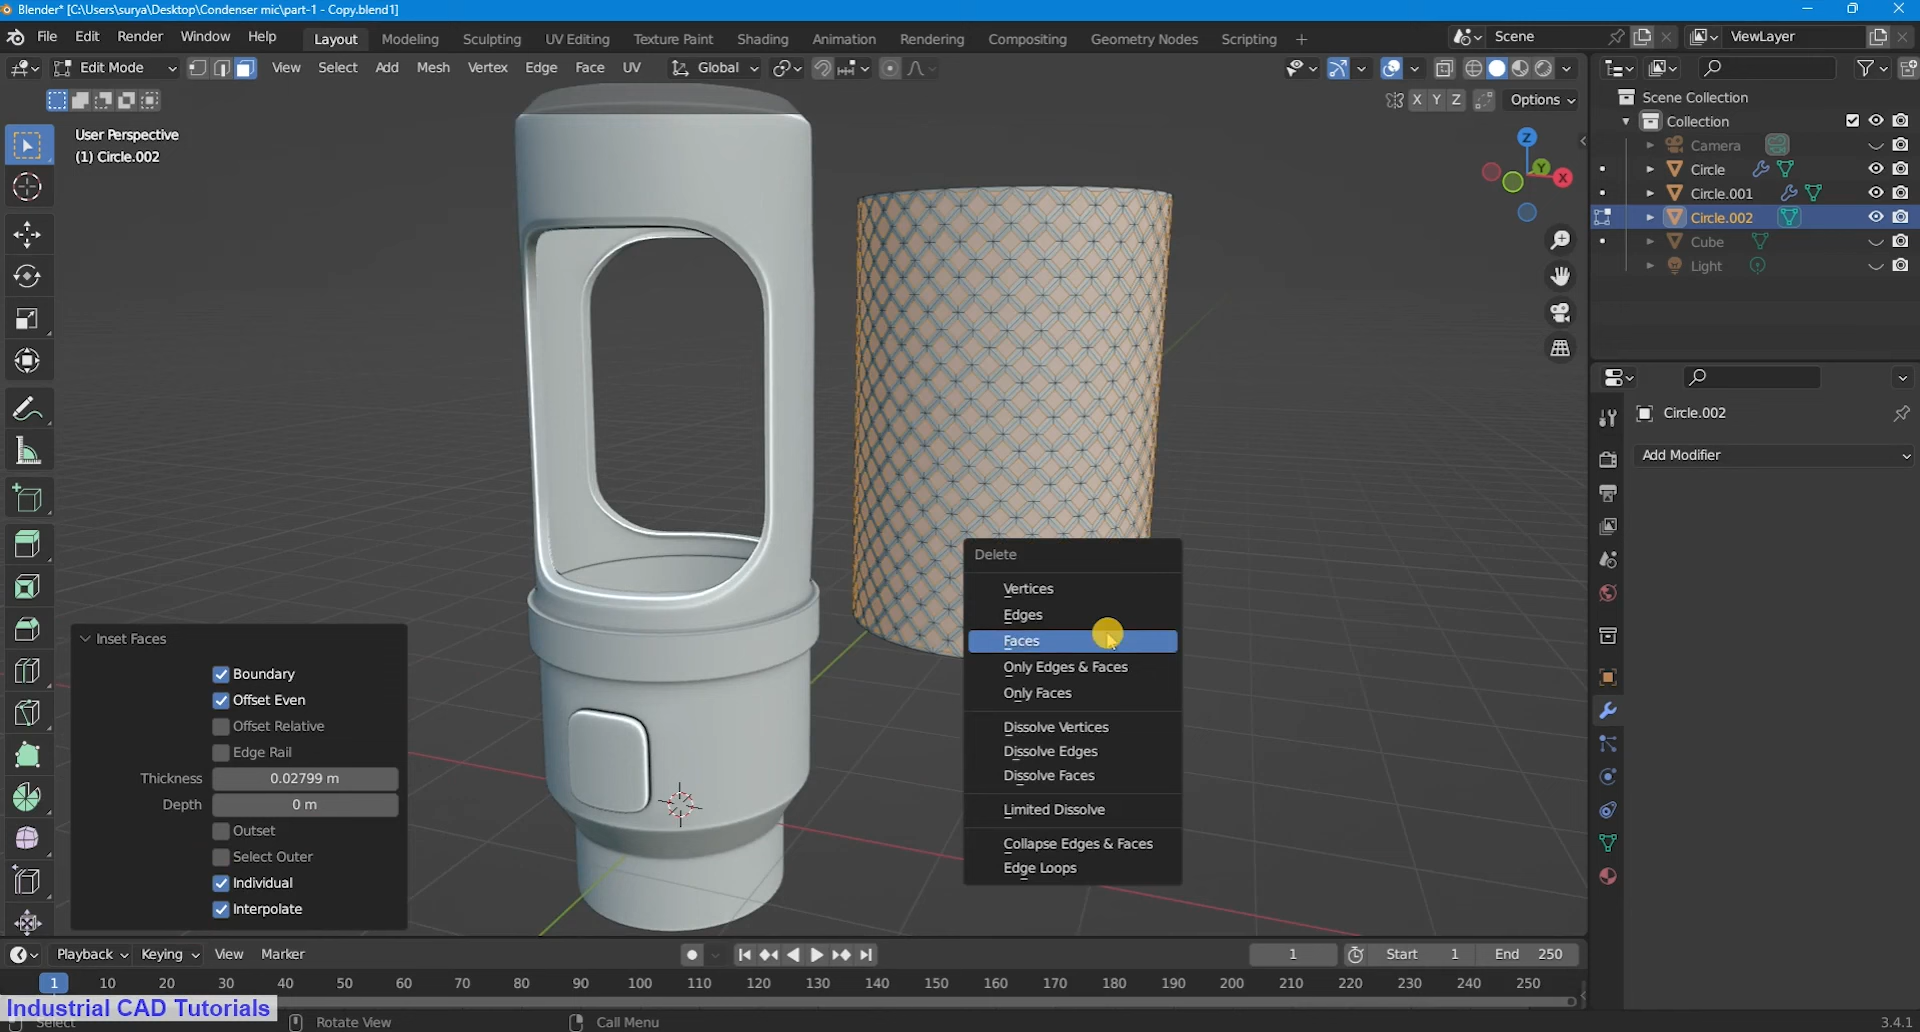 Blender* [C:\Users\surya\Desktop\Condenser mic\part-1 - Copy.blend1]
File Edit Render Window Help Layout Modeling Sculpting UV Editing Texture Paint Shading Animation Rendering Compositing Geometry Nodes Scripting + Scene ViewLayer
Edit Mode View Select Add Mesh Vertex Edge Face UV Global
X Y Z Options
User Perspective
(1) Circle.002
Z
Y
X
Scene Collection
Collection
Camera
Circle
Circle.001
Circle.002
Cube
Light
Circle.002
Add Modifier
Delete
Vertices
Edges
Faces
Only Edges & Faces
Only Faces
Dissolve Vertices
Dissolve Edges
Dissolve Faces
Limited Dissolve
Collapse Edges & Faces
Edge Loops
Inset Faces
Boundary
Offset Even
Offset Relative
Edge Rail
Thickness 0.02799 m
Depth 0 m
Outset
Select Outer
Individual
Interpolate
Playback Keying View Marker 1 Start 1 End 250
1 10 20 30 40 50 60 70 80 90 100 110 120 130 140 150 160 170 180 190 200 210 220 230 240 250
Industrial CAD Tutorials
Select Rotate View Call Menu 3.4.1